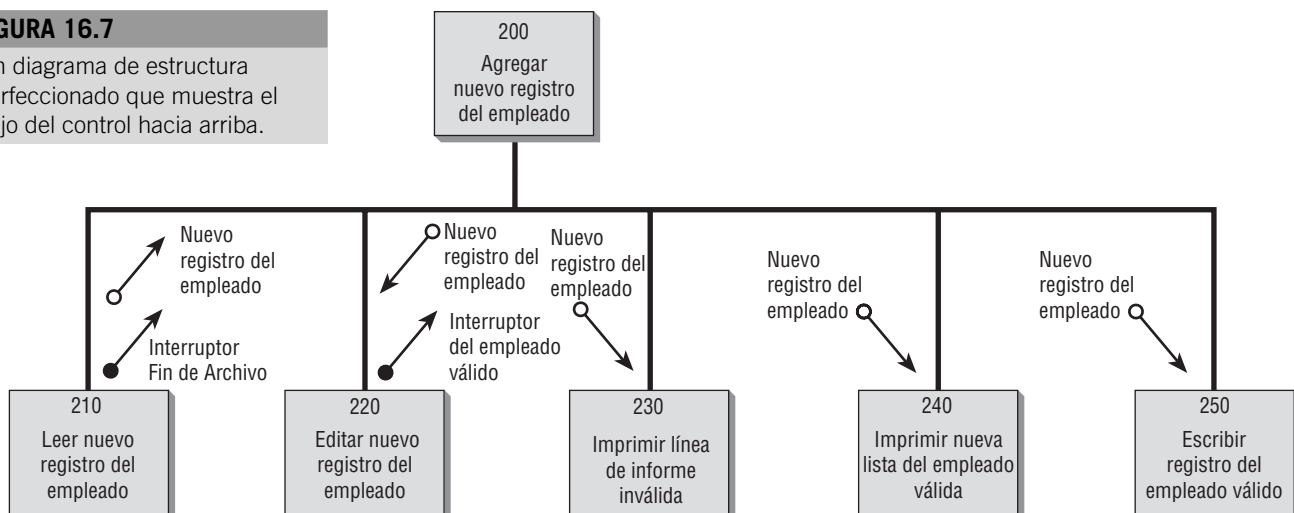 GURA 16.7
n diagrama de estructura
rfeccionado que muestra el
jo del control hacia arriba.
200
Agregar
nuevo registro
del empleado
Nuevo
registro del
empleado
Interruptor
Fin de Archivo
Nuevo
registro del
empleado
Interruptor
del empleado
válido
Nuevo
registro del
empleado
Nuevo
registro del
empleado
Nuevo
registro del
empleado
210
Leer nuevo
registro del
empleado
220
Editar nuevo
registro del
empleado
230
Imprimir línea
de informe
inválida
240
Imprimir nueva
lista del empleado
válida
250
Escribir
registro del
empleado válido